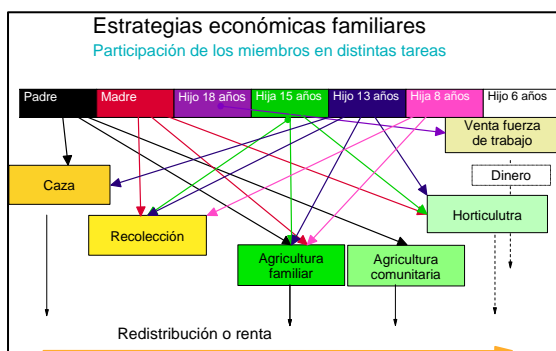 Estrategias económicas familiares
Participación de los miembros en distintas tareas
Padre
Madre
Hijo 18 años
Hija 15 años
Hijo 13 años
Hija 8 años
Hijo 6 años
Venta fuerza
de trabajo
Caza
Dinero
Recolección
Horticulutra
Agricultura
familiar
Agricultura
comunitaria
Redistribución o renta